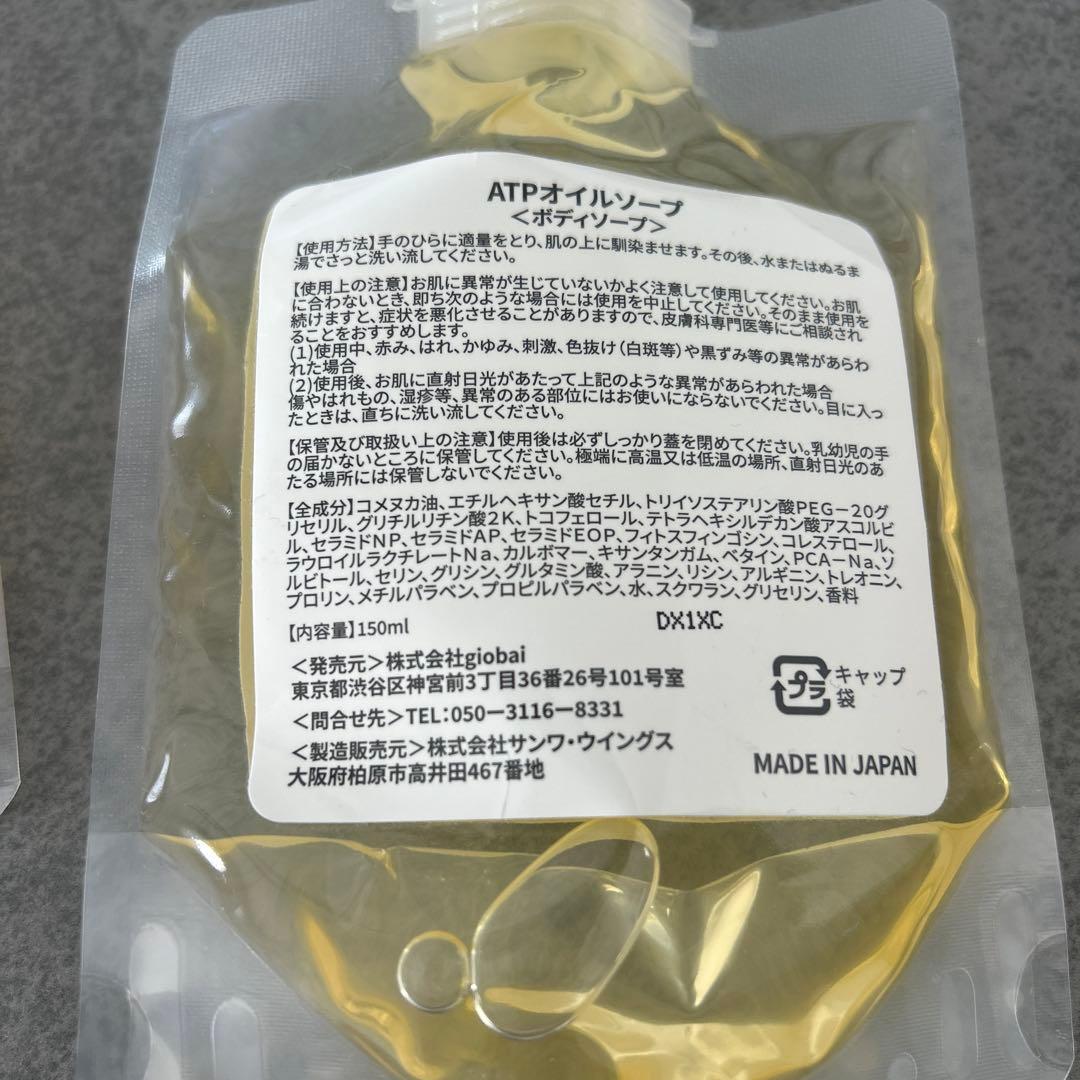 ATPオイルソープ
<ボディソープ>
【使用方法】手のひらに適量をとり、肌の上に馴染ませます。その後、水またはぬるま
湯でさっと洗い流してください。
【使用上の注意】お肌に異常が生じていないかよく注意して使用してください。お肌
に合わないとき、即ち次のような場合には使用を中止してください。そのまま使用を
続けますと、症状を悪化させることがありますので、皮膚科専門医等にご相談され
ることをおすすめします。
(1)使用中、赤み、はれ、かゆみ、刺激、色抜け(白斑等)や黒ずみ等の異常があらわ
れた場合
(2)使用後、お肌に直射日光があたって上記のような異常があらわれた場合
傷やはれもの、湿疹等、異常のある部位にはお使いにならないでください。目に入っ
たときは、直ちに洗い流してください。
【保管及び取扱い上の注意】使用後は必ずしっかり蓋を閉めてください。乳幼児の手
の届かないところに保管してください。極端に高温又は低温の場所、直射日光のあ
たる場所には保管しないでください。
【全成分】コメヌカ油、エチルヘキサン酸セチル、トリイソステアリン酸PEG-20グ
リセリル、グリチルリチン酸2K、トコフェロール、テトラヘキシルデカン酸アスコルビ
ル、セラミドNP、セラミドAP、セラミドEOP、フィトスフィンゴシン、コレステロール、
ラウロイルラクチレートNa、カルボマー、キサンタンガム、ベタイン、PCA-Na、ソ
ルビトール、セリン、グリシン、グルタミン酸、アラニン、リシン、アルギニン、トレオニン、
プロリン、メチルパラベン、プロピルパラベン、水、スクワラン、グリセリン、香料
【内容量】150ml
DX1XC
<発売元>株式会社giobai
東京都渋谷区神宮前3丁目36番26号101号室
<問合せ先>TEL:050ー3116ー8331
<製造販売元>株式会社サンワ・ウイングス
大阪府柏原市高井田467番地
プラ
キャップ
袋
MADE IN JAPAN